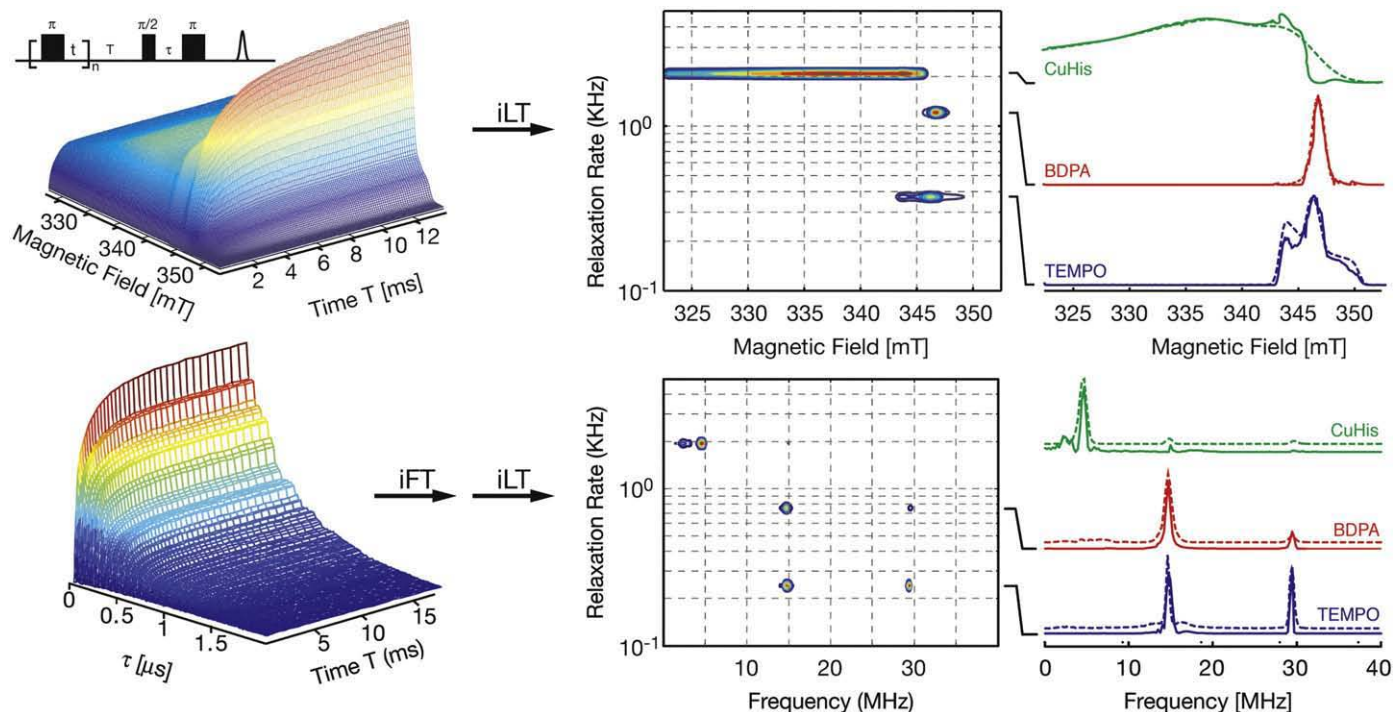 π t n T π/2 τ π
330
340
350
Magnetic Field [mT]
2 4 6 8 10 12
Time T [ms]
iLT
Relaxation Rate (KHz)
10^0
10^-1
325 330 335 340 345 350
Magnetic Field [mT]
CuHis
BDPA
TEMPO
325 330 335 340 345 350
Magnetic Field [mT]
0 0.5 1 1.5
τ [µs]
5 10 15
Time T (ms)
iFT iLT
Relaxation Rate (KHz)
10^0
10^-1
10 20 30
Frequency (MHz)
CuHis
BDPA
TEMPO
0 10 20 30 40
Frequency [MHz]